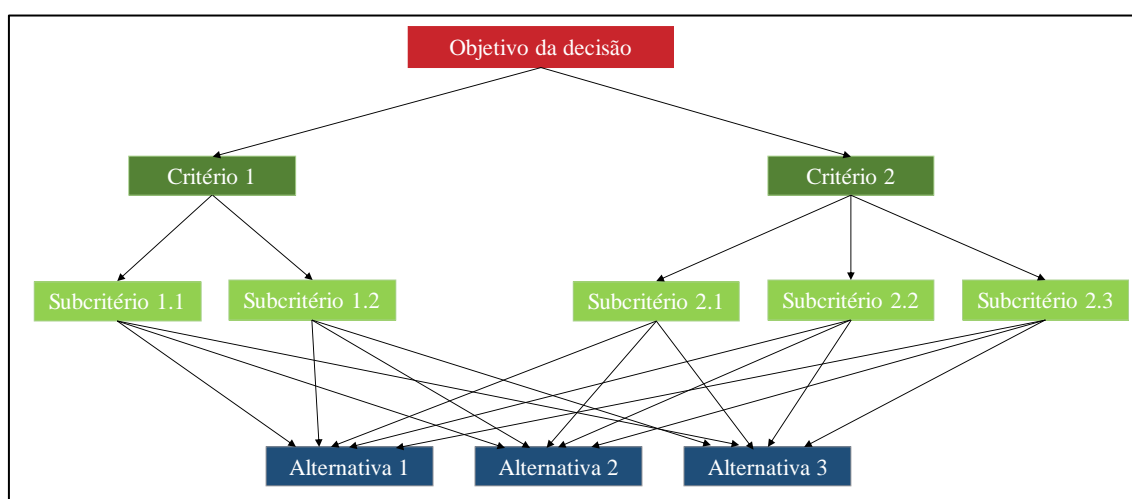 Objetivo da decisão
Critério 1
Critério 2
Subcritério 1.1
Subcritério 1.2
Subcritério 2.1
Subcritério 2.2
Subcritério 2.3
Alternativa 1
Alternativa 2
Alternativa 3